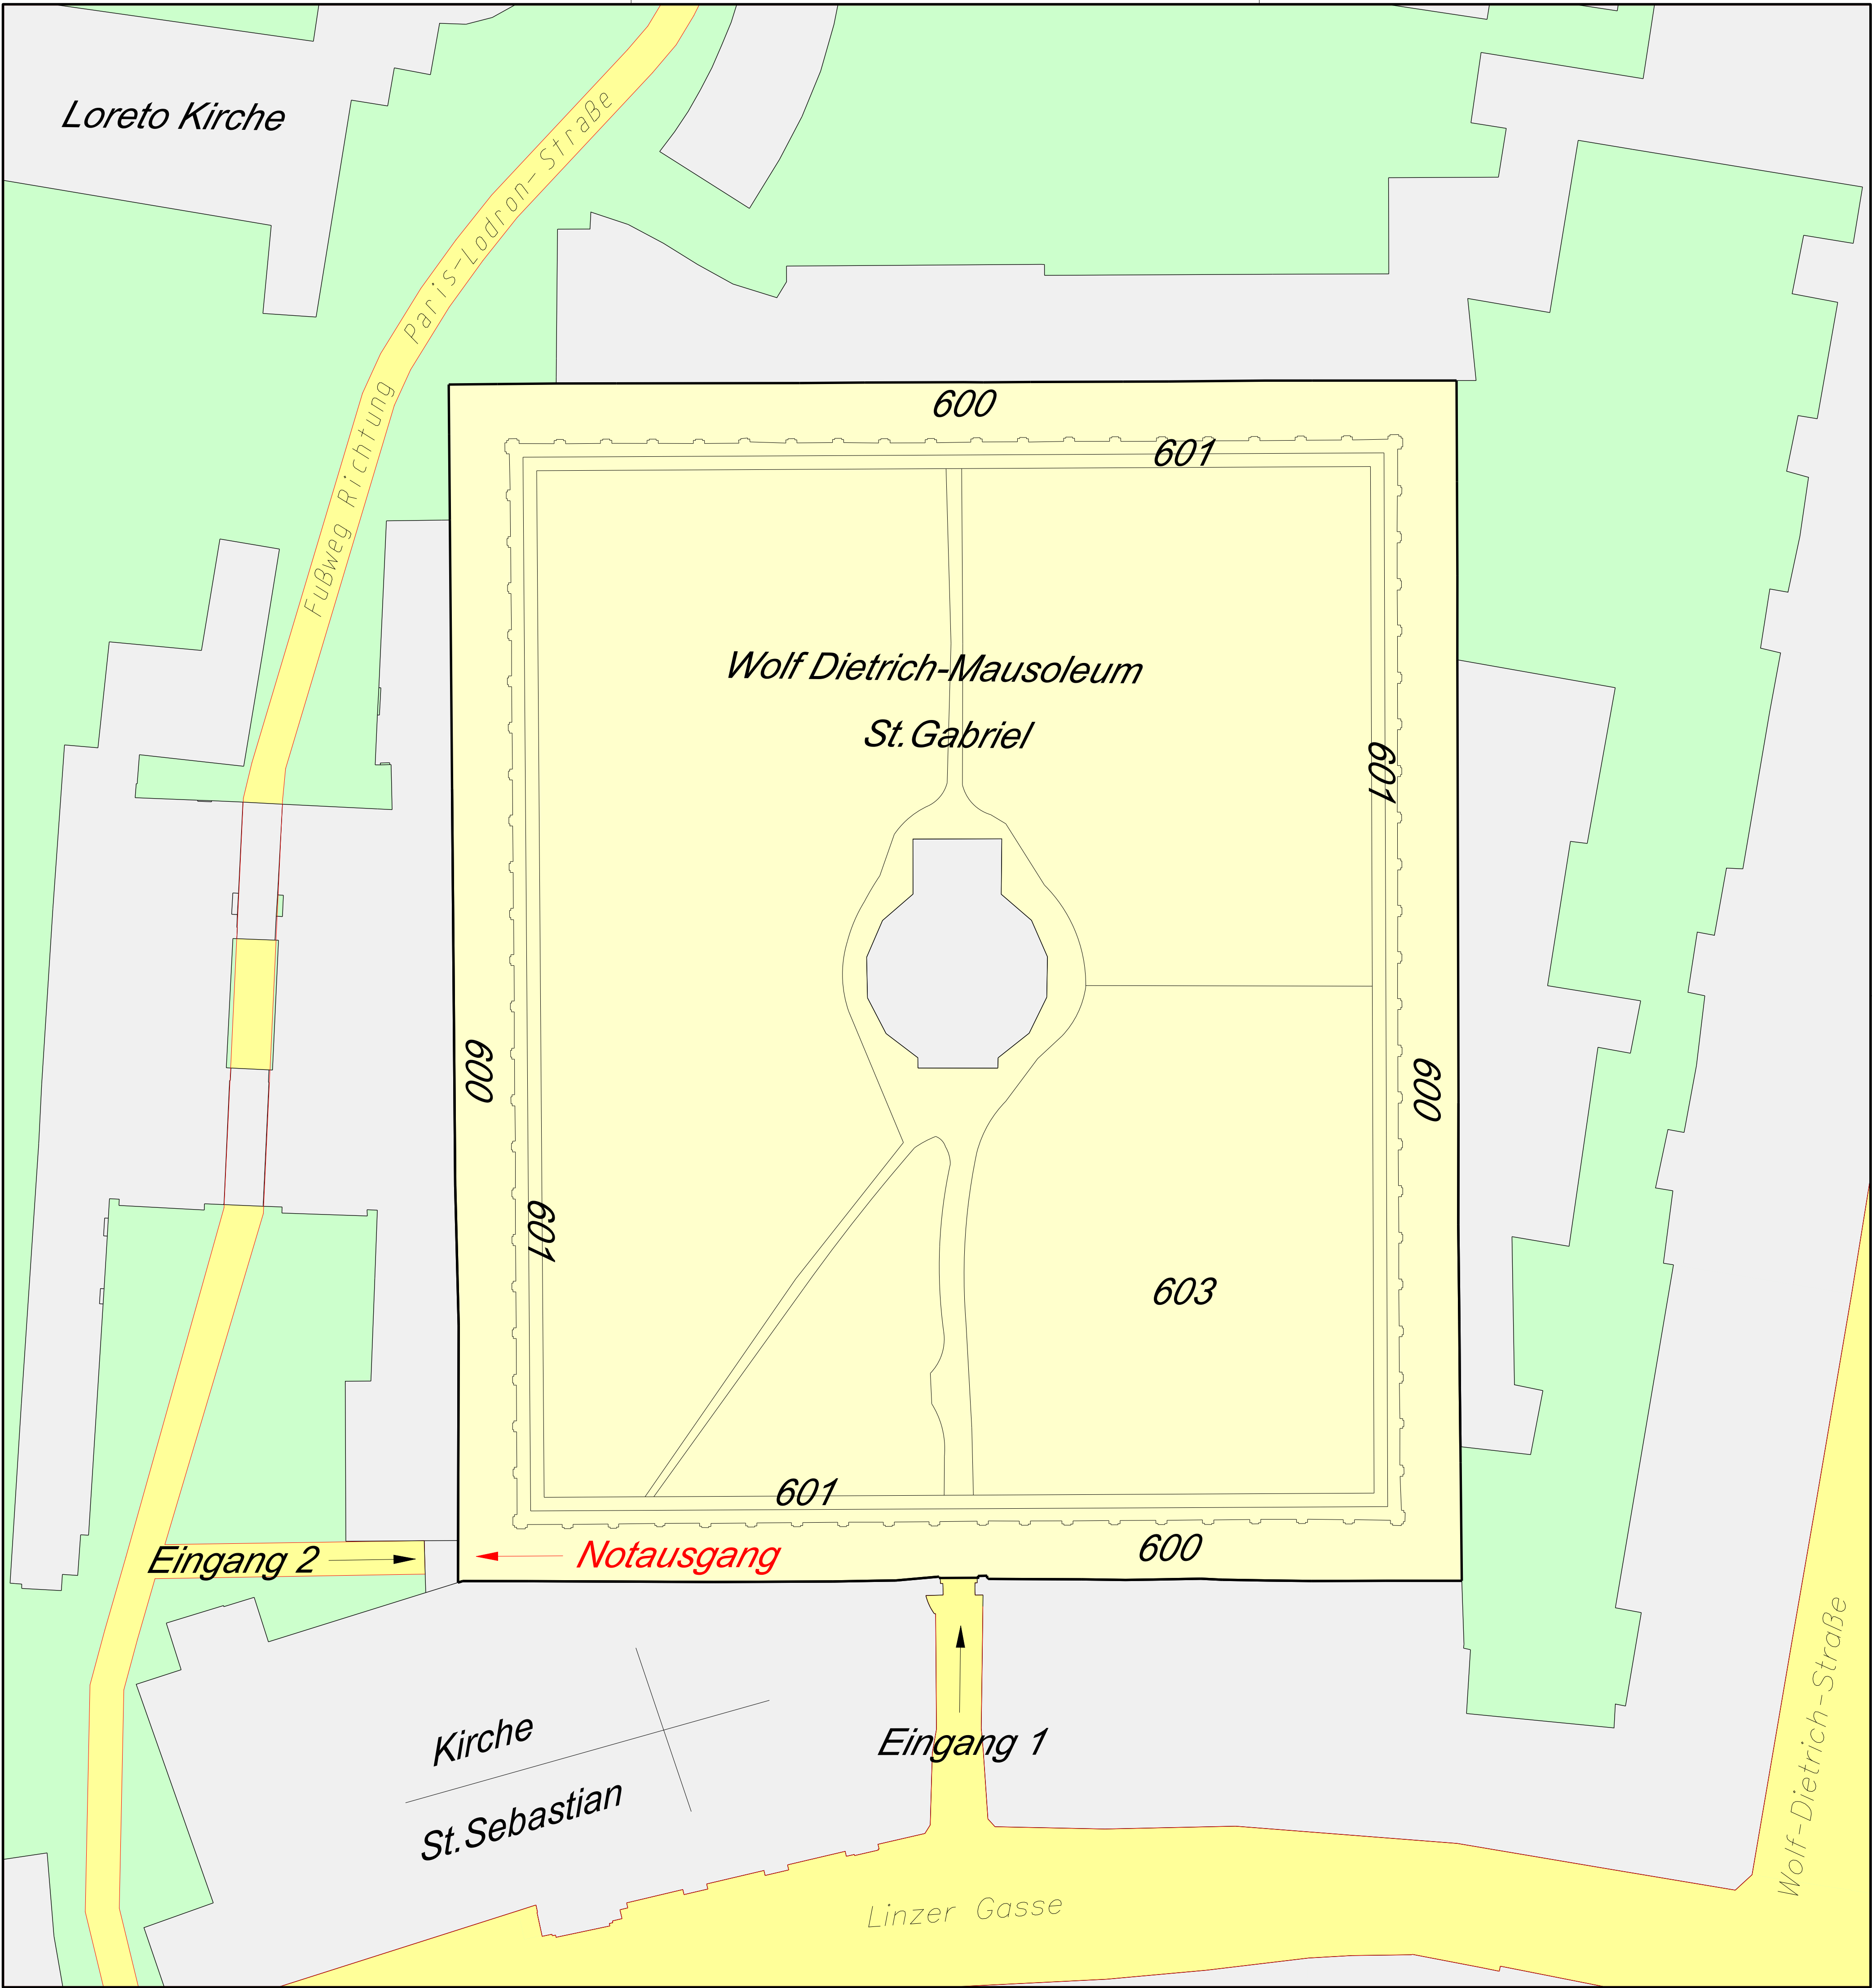 Loreto Kirche
Fußweg Richtung Paris-Lodron-Straße
600
601
Wolf Dietrich-Mausoleum
St.Gabriel
601
600
600
601
603
601
Eingang 2
Notausgang
600
Kirche
St.Sebastian
Eingang 1
Linzer Gasse
Wolf-Dietrich-Straße